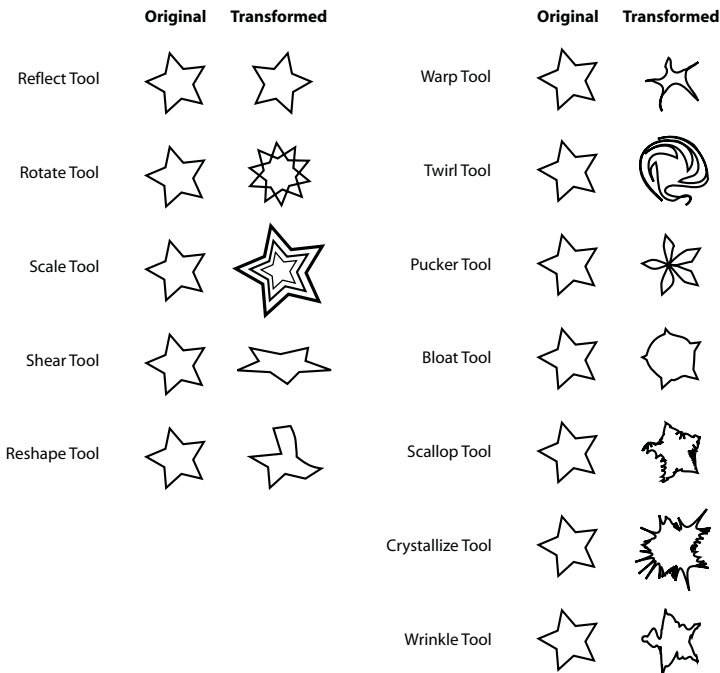 Original Transformed
Reflect Tool
Rotate Tool
Scale Tool
Shear Tool
Reshape Tool
Original Transformed
Warp Tool
Twirl Tool
Pucker Tool
Bloat Tool
Scallop Tool
Crystallize Tool
Wrinkle Tool